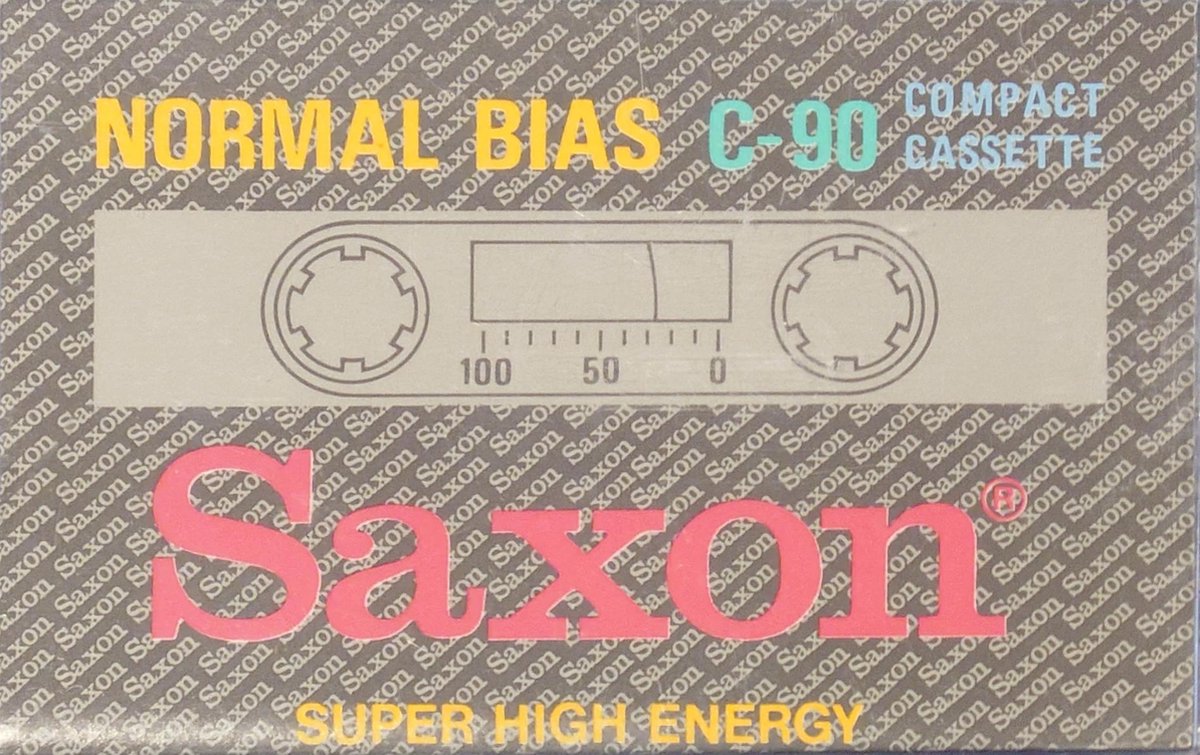 NORMAL BIAS C-90 COMPACT CASSETTE
100 50 0
Saxon®
SUPER HIGH ENERGY